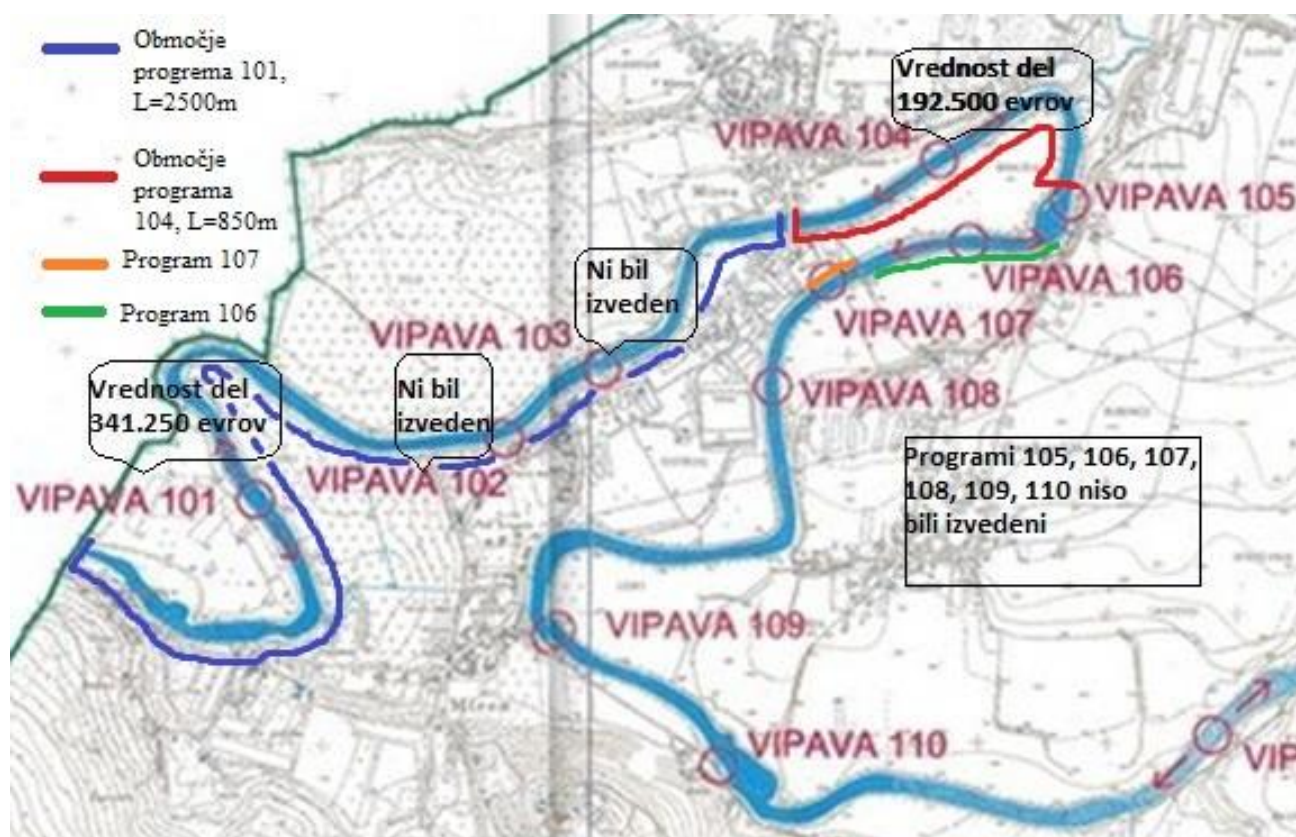 Območje
progrema 101,
L=2500m
Območje
programa
104, L=850m
Program 107
Program 106
Vrednost del
192.500 evrov
VIPAVA 104
VIPAVA 105
VIPAVA 106
Ni bil
izveden
VIPAVA 103
VIPAVA 107
Vrednost del
341.250 evrov
Ni bil
izveden
VIPAVA 108
VIPAVA 102
VIPAVA 101
Programi 105, 106, 107,
108, 109, 110 niso
bili izvedeni
VIPAVA 109
VIPAVA 110
VIP